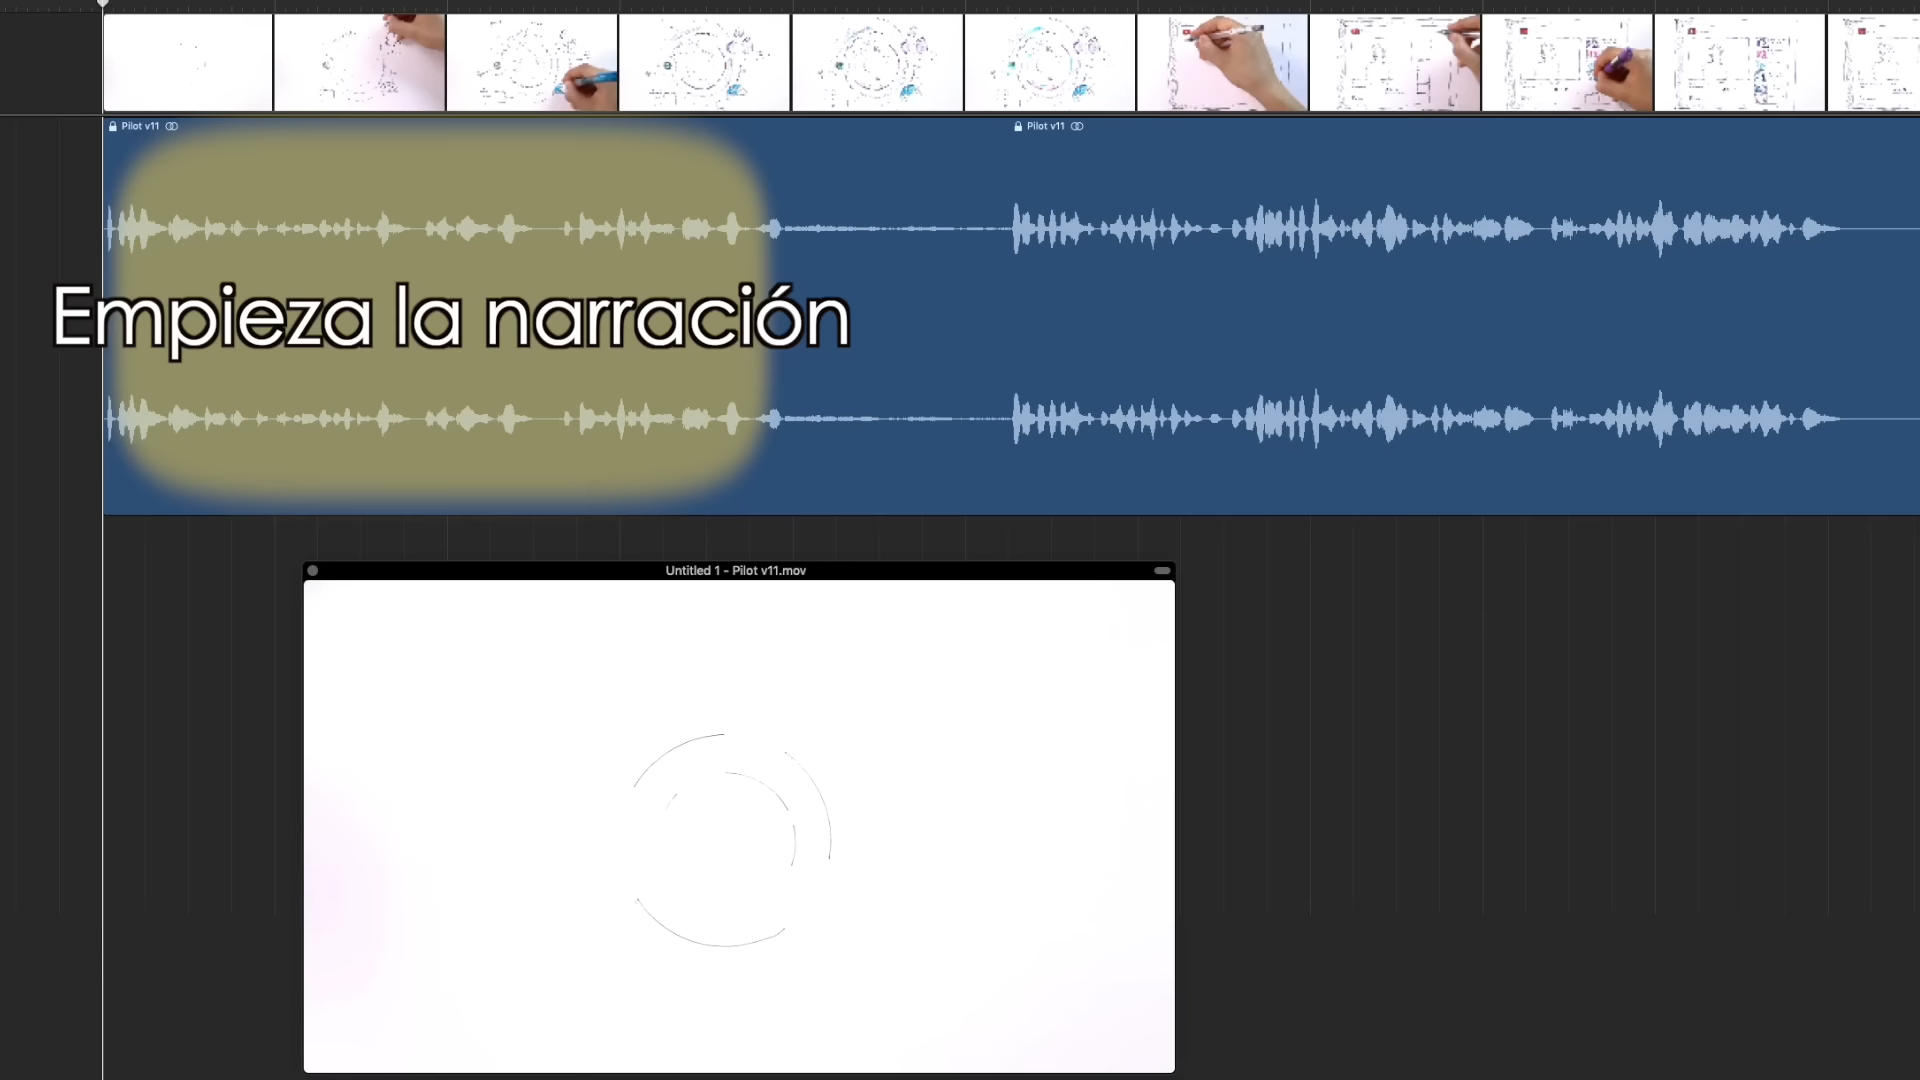 Pilot v11
Pilot v11
Empieza la narración
Untitled 1 - Pilot v11.mov